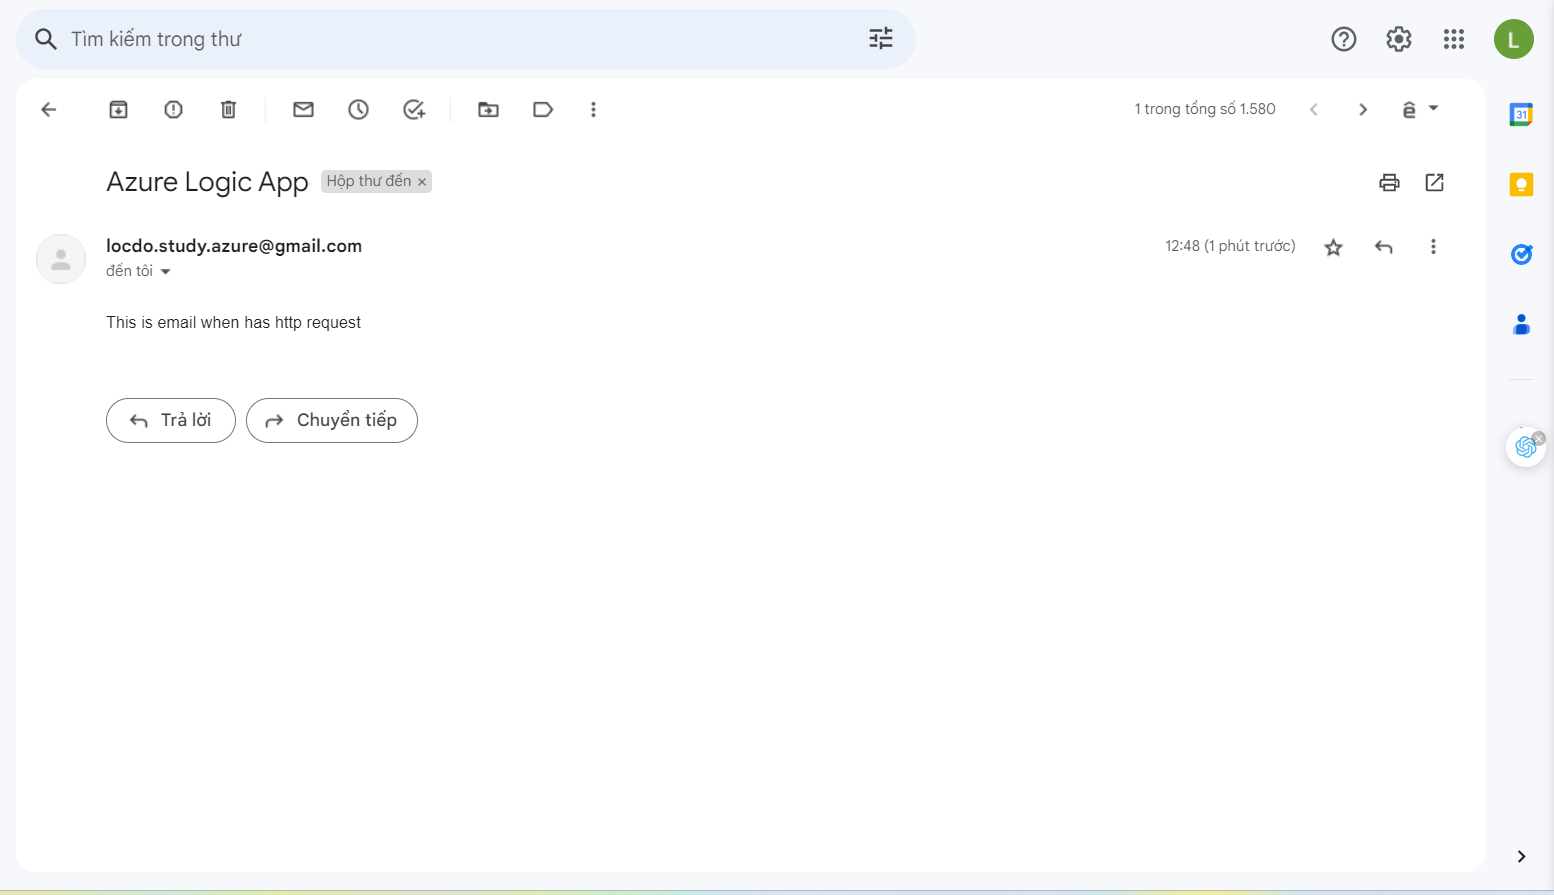 Tìm kiếm trong thư
L
1 trong tổng số 1.580
ê
31
Azure Logic App Hộp thư đến ×
locdo.study.azure@gmail.com
12:48 (1 phút trước)
đến tôi
This is email when has http request
Trả lời
Chuyển tiếp